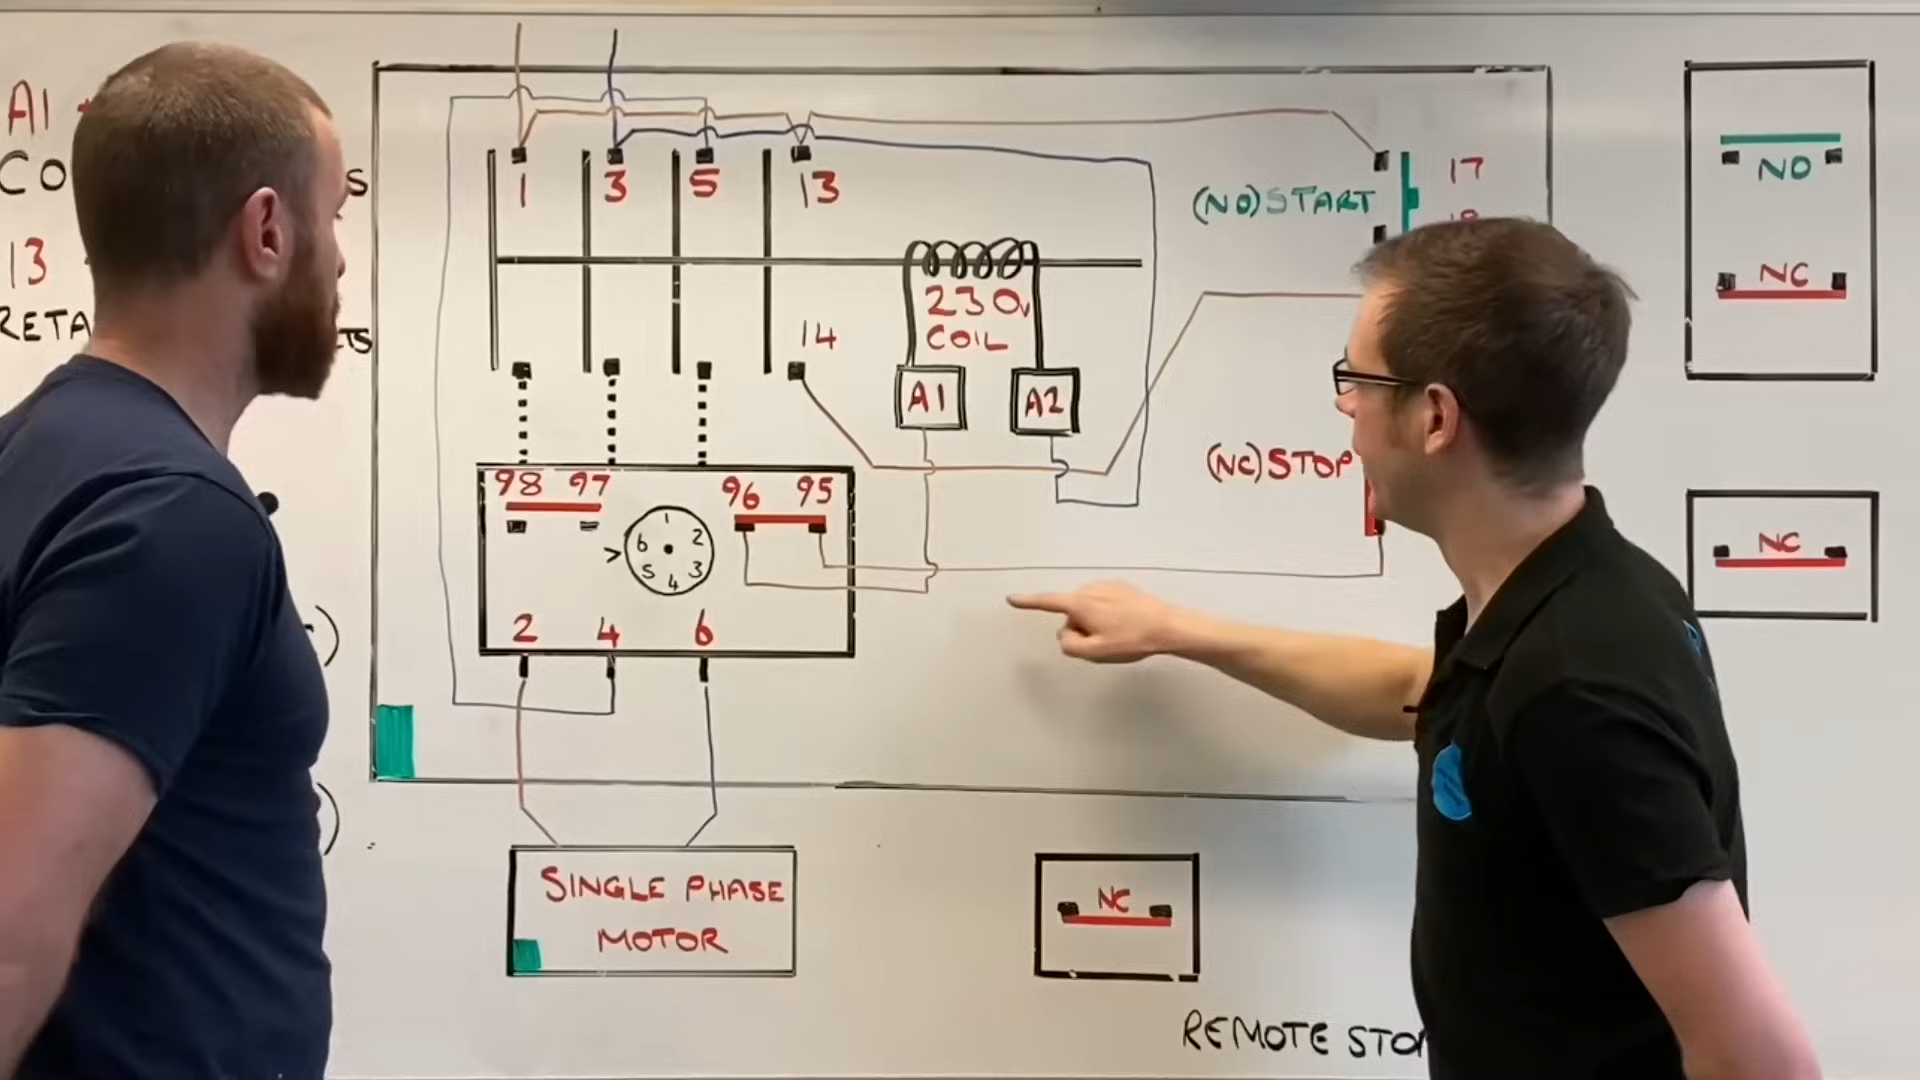 A1
CO
S
13
RETA
TS
1
3
5
13
(NO) START
17
18
14
230v
COIL
A1
A2
(NC) STOP
98 97
96 95
1
2
3
4
5
6
>
2 4 6
SINGLE PHASE
MOTOR
NO
NC
NC
NC
REMOTE STO